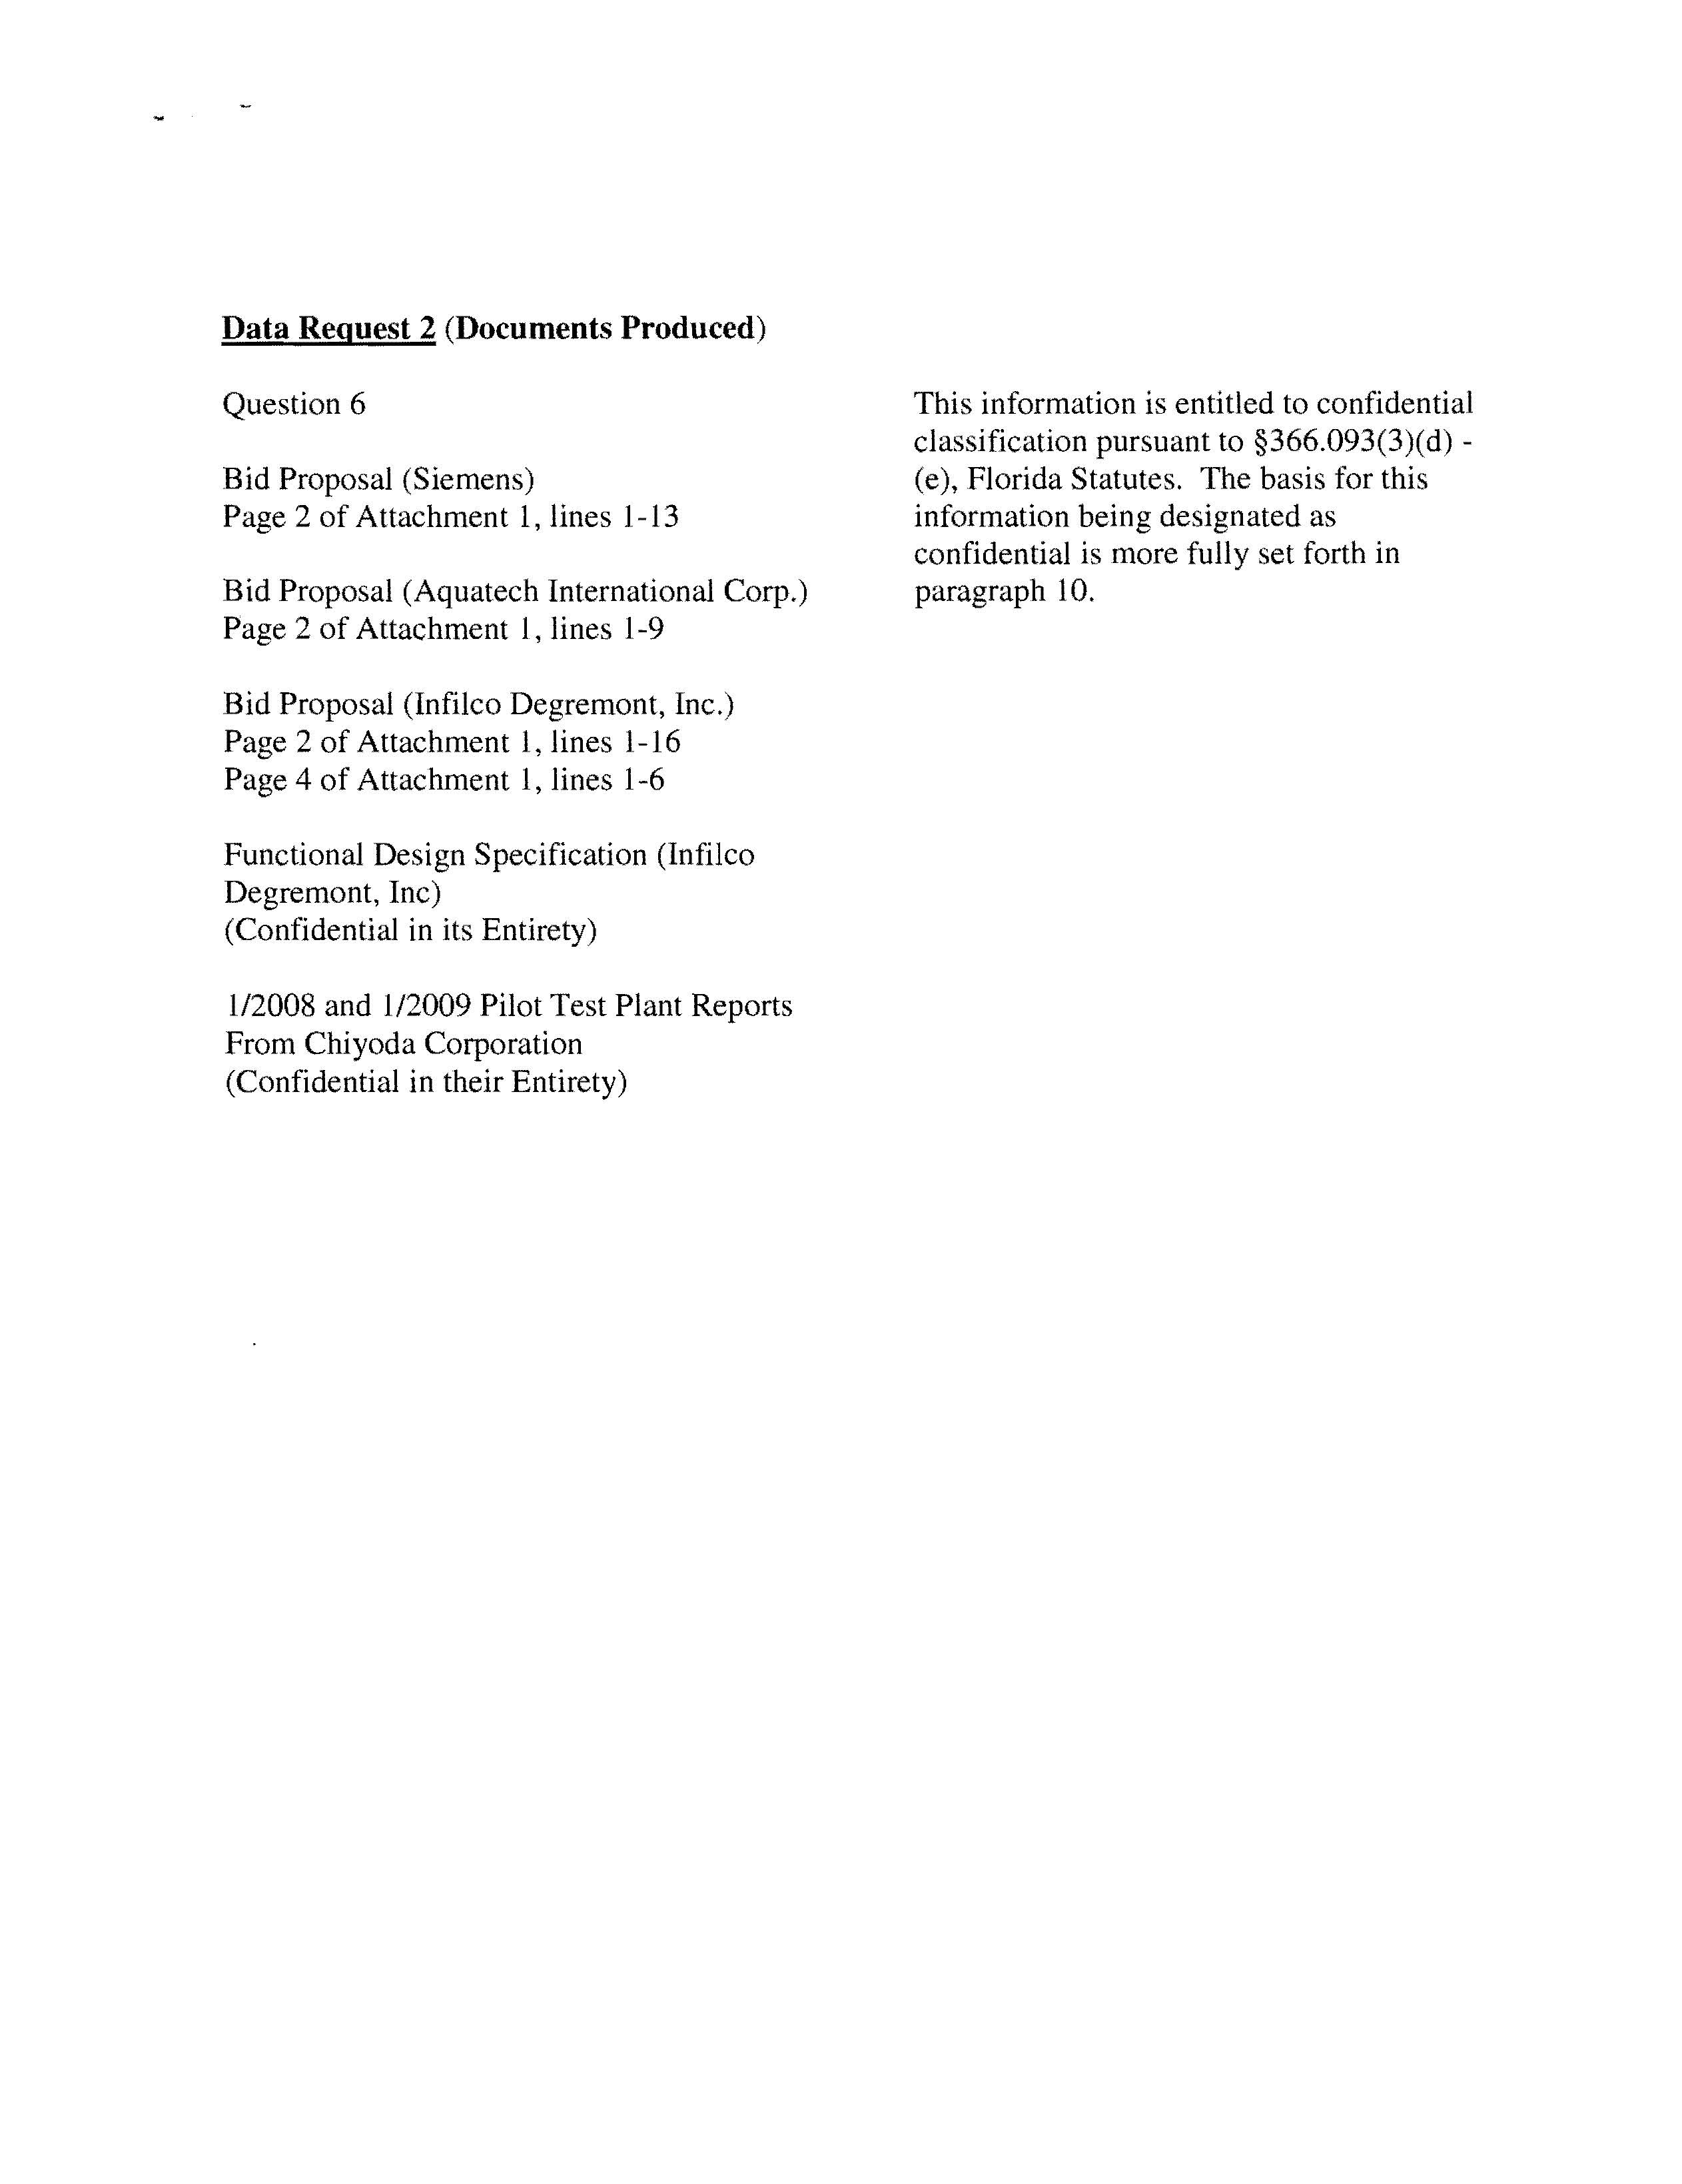 Data Request 2 (Documents Produced)
Question 6
Bid Proposal (Siemens)
Page 2 of Attachment 1, lines 1-13
Bid Proposal (Aquatech International Corp.)
Page 2 of Attachment 1, lines 1-9
Bid Proposal (Infilco Degremont, Inc.)
Page 2 of Attachment 1, lines 1-16
Page 4 of Attachment 1, lines 1-6
Functional Design Specification (Infilco
Degremont, Inc)
(Confidential in its Entirety)
1/2008 and 1/2009 Pilot Test Plant Reports
From Chiyoda Corporation
(Confidential in their Entirety)
This information is entitled to confidential
classification pursuant to §366.093(3)(d) -
(e), Florida Statutes.  The basis for this
information being designated as
confidential is more fully set forth in
paragraph 10.